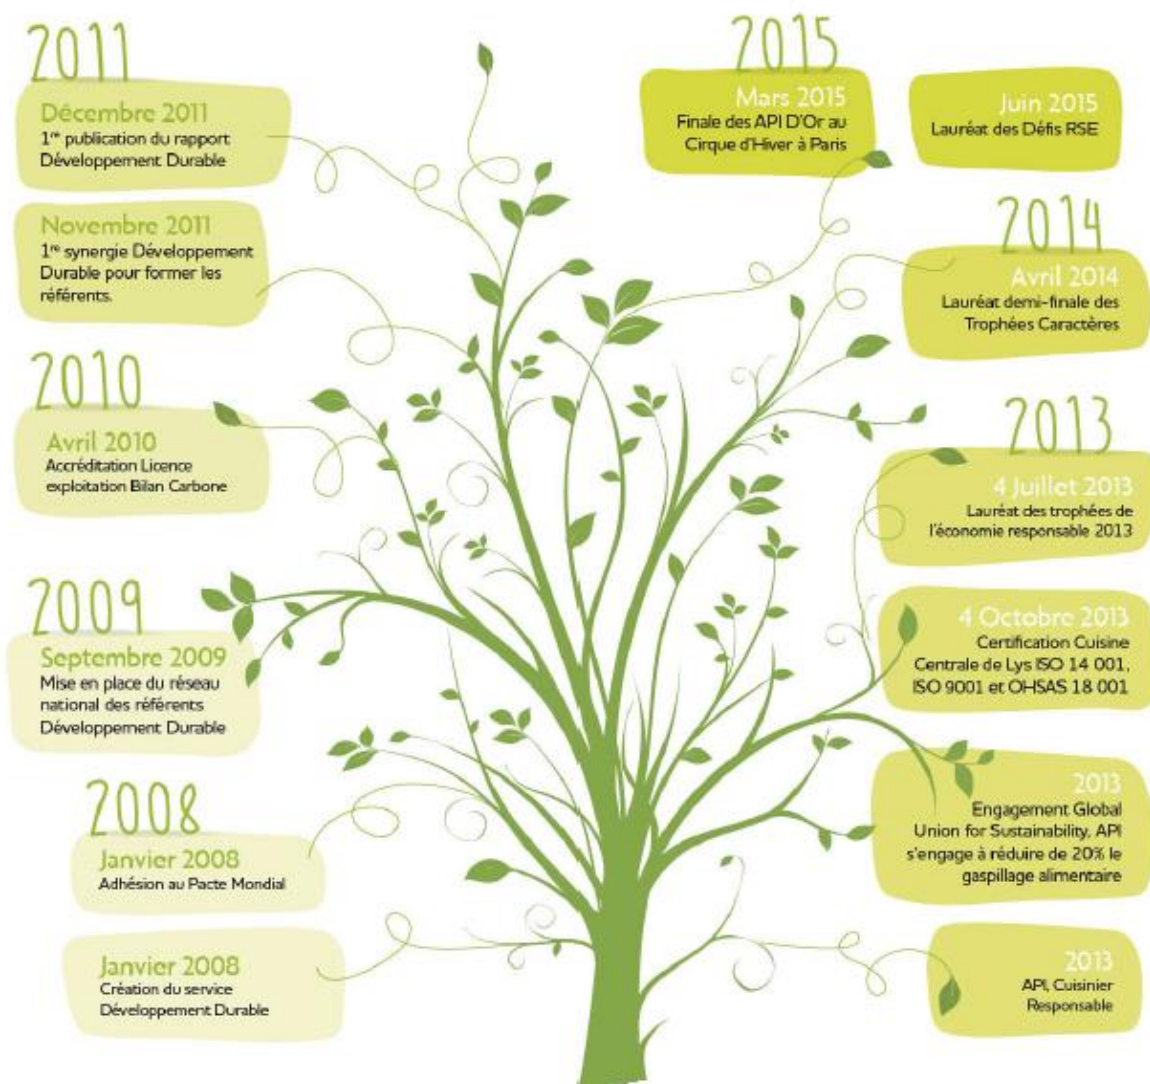 2011
Décembre 2011
1re publication du rapport
Développement Durable
Novembre 2011
1re synergie Développement
Durable pour former les
référents.
2010
Avril 2010
Accréditation Licence
exploitation Bilan Carbone
2009
Septembre 2009
Mise en place du réseau
national des référents
Développement Durable
2008
Janvier 2008
Adhésion au Pacte Mondial
Janvier 2008
Création du service
Développement Durable
2015
Mars 2015
Finale des API D'Or au
Cirque d'Hiver à Paris
Juin 2015
Lauréat des Défis RSE
2014
Avril 2014
Lauréat demi-finale des
Trophées Caractères
2013
4 Juillet 2013
Lauréat des trophées de
l'économie responsable 2013
4 Octobre 2013
Certification Cuisine
Centrale de Lys ISO 14 001,
ISO 9001 et OHSAS 18 001
2013
Engagement Global
Union for Sustainability, API
s'engage à réduire de 20% le
gaspillage alimentaire
2013
API, Cuisinier
Responsable